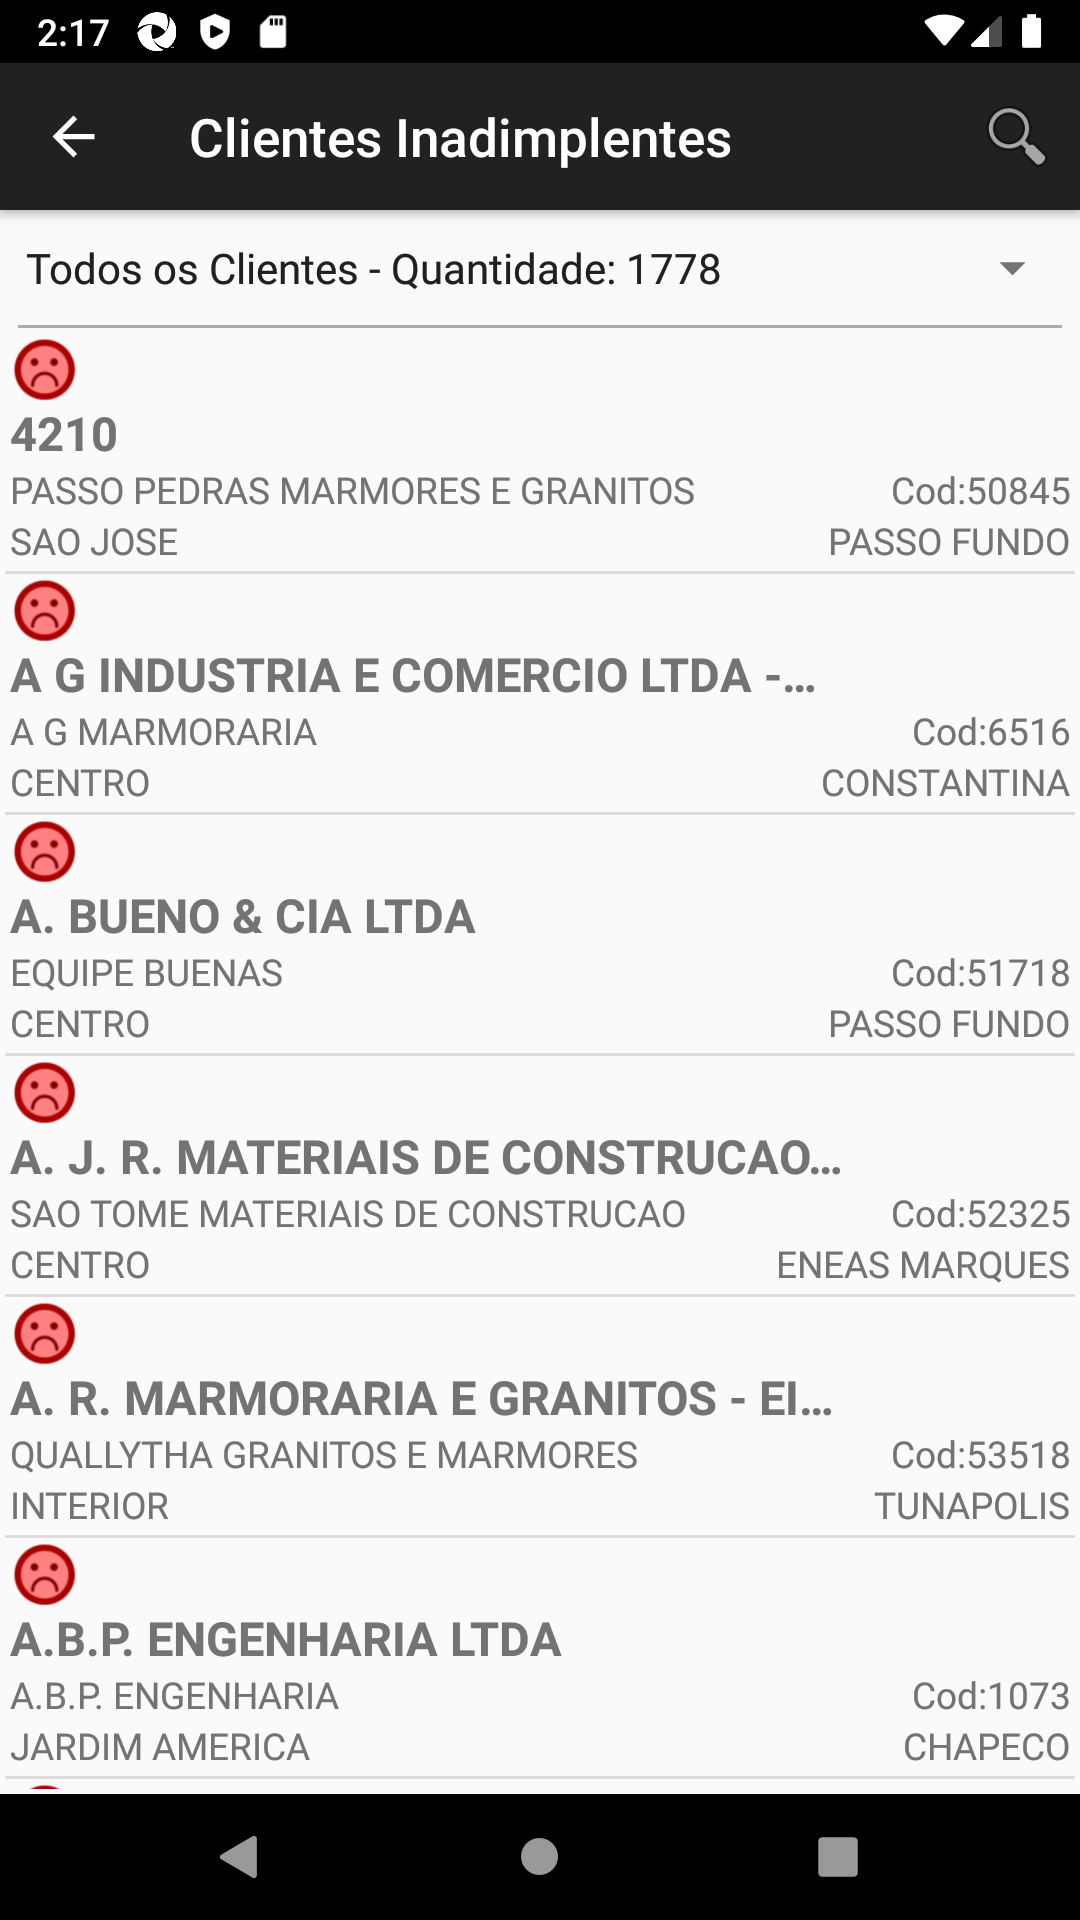 2:17
Clientes Inadimplentes
Todos os Clientes - Quantidade: 1778
4210
PASSO PEDRAS MARMORES E GRANITOS Cod:50845
SAO JOSE PASSO FUNDO
A G INDUSTRIA E COMERCIO LTDA -...
A G MARMORARIA Cod:6516
CENTRO CONSTANTINA
A. BUENO & CIA LTDA
EQUIPE BUENAS Cod:51718
CENTRO PASSO FUNDO
A. J. R. MATERIAIS DE CONSTRUCAO...
SAO TOME MATERIAIS DE CONSTRUCAO Cod:52325
CENTRO ENEAS MARQUES
A. R. MARMORARIA E GRANITOS - EI...
QUALLYTHA GRANITOS E MARMORES Cod:53518
INTERIOR TUNAPOLIS
A.B.P. ENGENHARIA LTDA
A.B.P. ENGENHARIA Cod:1073
JARDIM AMERICA CHAPECO